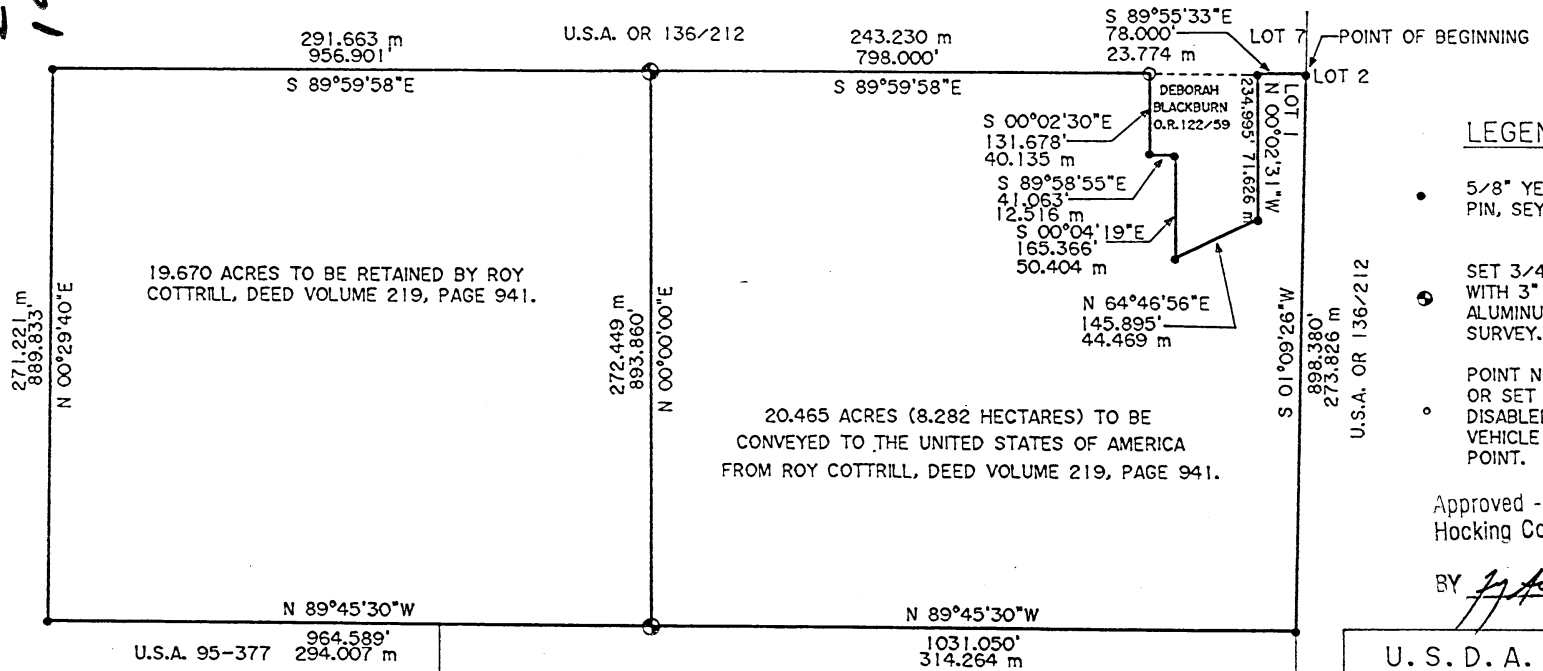 291.663 m
956.901'
S 89°59'58"E
U.S.A. OR 136/212
243.230 m
798.000'
S 89°59'58"E
S 89°55'33"E
78.000'
23.774 m
LOT 7
POINT OF BEGINNING
LOT 2
LOT 1
DEBORAH
BLACKBURN
O.R.122/59
234.995' 71.626 m
N 00°02'31"W
S 00°02'30"E
131.678'
40.135 m
S 89°58'55"E
41.063'
12.516 m
S 00°04'19"E
165.366'
50.404 m
N 64°46'56"E
145.895'
44.469 m
271.221 m
889.833'
N 00°29'40"E
19.670 ACRES TO BE RETAINED BY ROY
COTTRILL, DEED VOLUME 219, PAGE 941.
272.449 m
893.860'
N 00°00'00"E
20.465 ACRES (8.282 HECTARES) TO BE
CONVEYED TO THE UNITED STATES OF AMERICA
FROM ROY COTTRILL, DEED VOLUME 219, PAGE 941.
S 01°09'26"W
898.380'
273.826 m
U.S.A. OR 136/212
N 89°45'30"W
964.589'
294.007 m
U.S.A. 95-377
N 89°45'30"W
1031.050'
314.264 m
LEGEN
5/8" YE
PIN, SEY
SET 3/4
WITH 3"
ALUMINU
SURVEY.
POINT N
OR SET
DISABLE
VEHICLE
POINT.
Approved -
Hocking Co
BY
U. S. D. A.